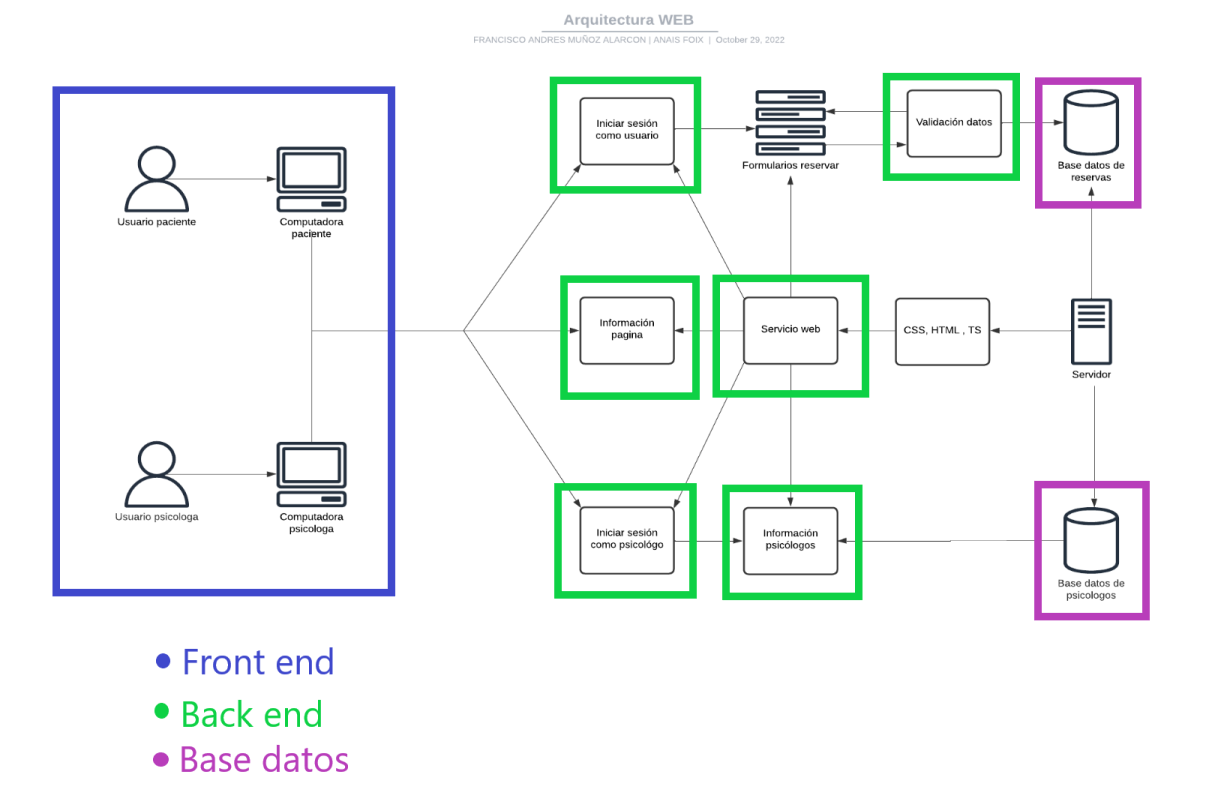 Arquitectura WEB
FRANCISCO ANDRES MUÑOZ ALARCON | ANAIS FOIX | October 29, 2022
Iniciar sesión
como usuario
Formularios reservar
Validación datos
Base datos de
reservas
Usuario paciente
Computadora
paciente
Información
pagina
Servicio web
CSS, HTML , TS
Servidor
Usuario psicologa
Computadora
psicologa
Iniciar sesión
como psicológo
Información
psicólogos
Base datos de
psicologos
Front end
Back end
Base datos